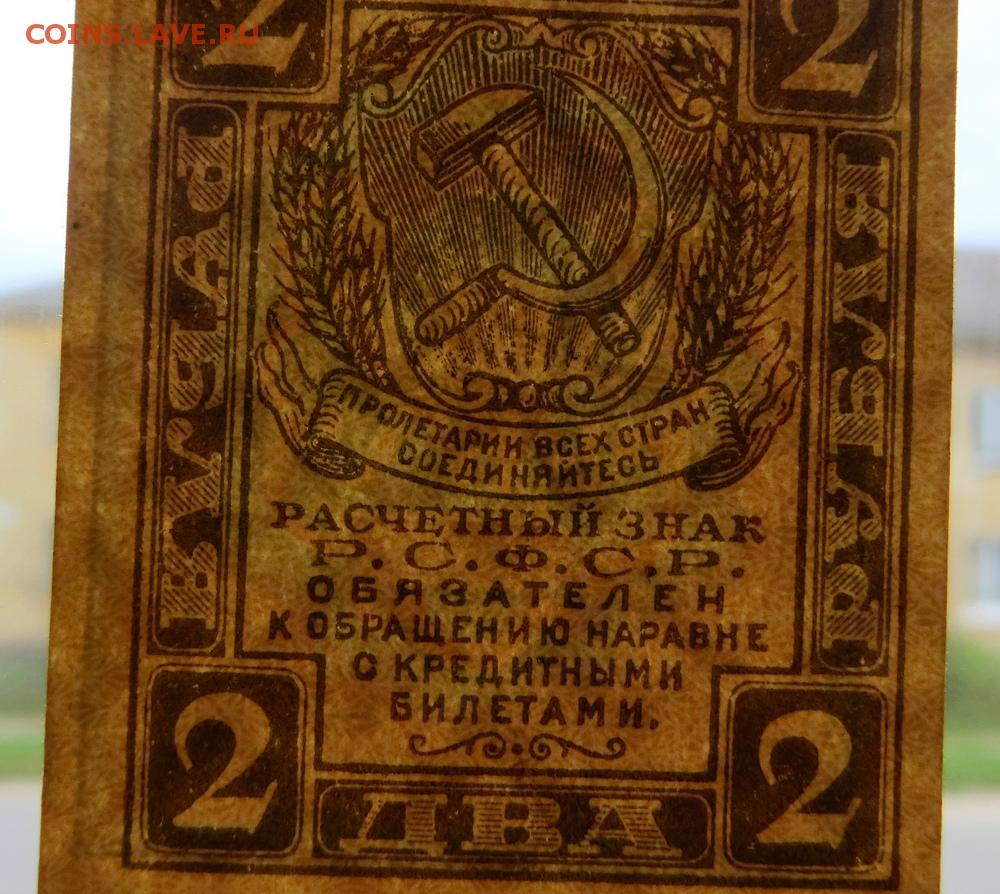 COINS.LAVE.RU
2 2
РУБЛЯ
РУБЛЯ
ПРОЛЕТАРИИ ВСЕХ СТРАН
СОЕДИНЯЙТЕСЬ
РАСЧЕТНЫЙ ЗНАК
Р. С. Ф. С. Р.
ОБЯЗАТЕЛЕН
К ОБРАЩЕНИЮ НАРАВНЕ
С КРЕДИТНЫМИ
БИЛЕТАМИ.
2 ДВА 2